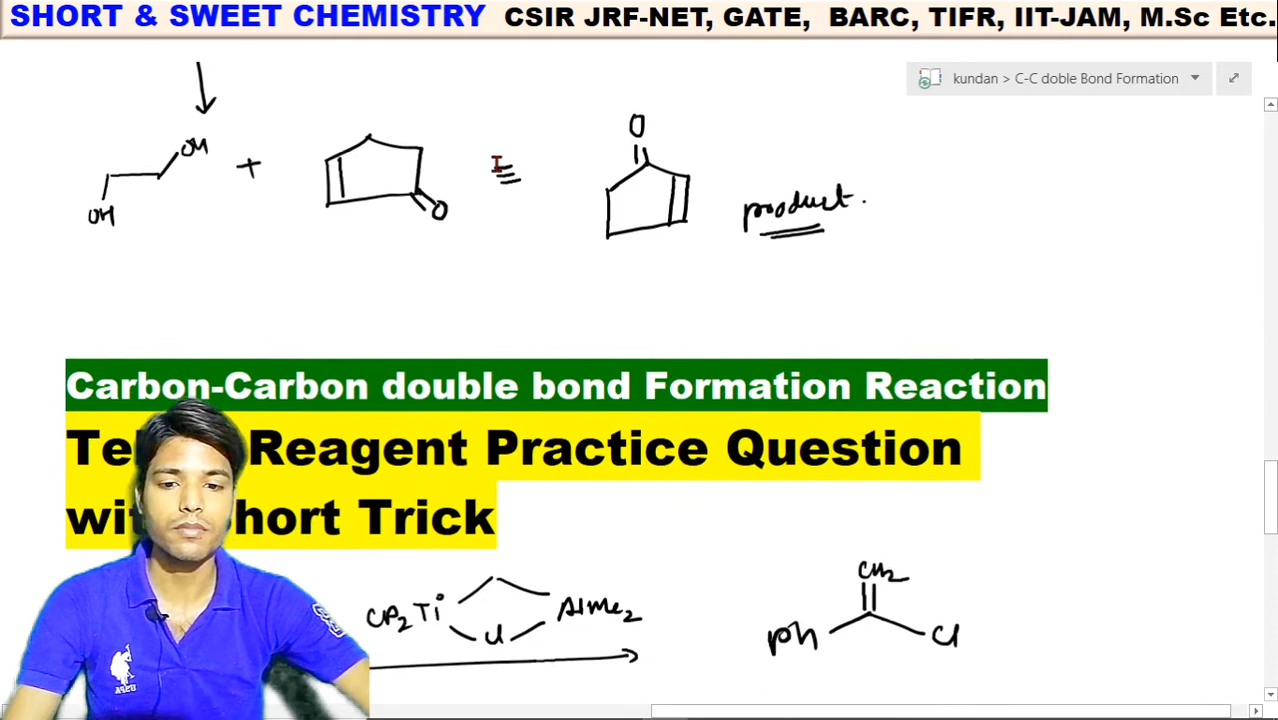 SHORT & SWEET CHEMISTRY CSIR JRF-NET, GATE, BARC, TIFR, IIT-JAM, M.Sc Etc.
kundan > C-C doble Bond Formation
OH
OH
+
O
O
product.
Carbon-Carbon double bond Formation Reaction
Reagent Practice Question
Trick
CP2Ti
Cl
AlMe2
CH2
Ph
Cl
USPA